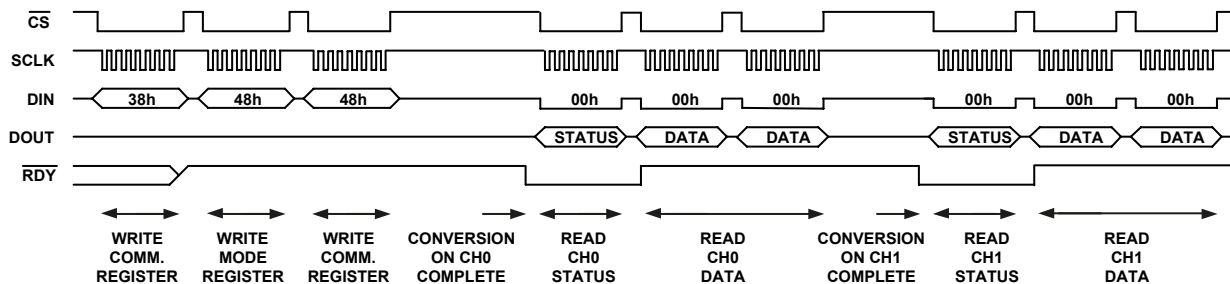 CS
SCLK
DIN 38h 48h 48h 00h 00h 00h 00h 00h 00h
DOUT STATUS DATA DATA STATUS DATA DATA
RDY
WRITE COMM. REGISTER
WRITE MODE REGISTER
WRITE COMM. REGISTER
CONVERSION ON CH0 COMPLETE
READ CH0 STATUS
READ CH0 DATA
CONVERSION ON CH1 COMPLETE
READ CH1 STATUS
READ CH1 DATA